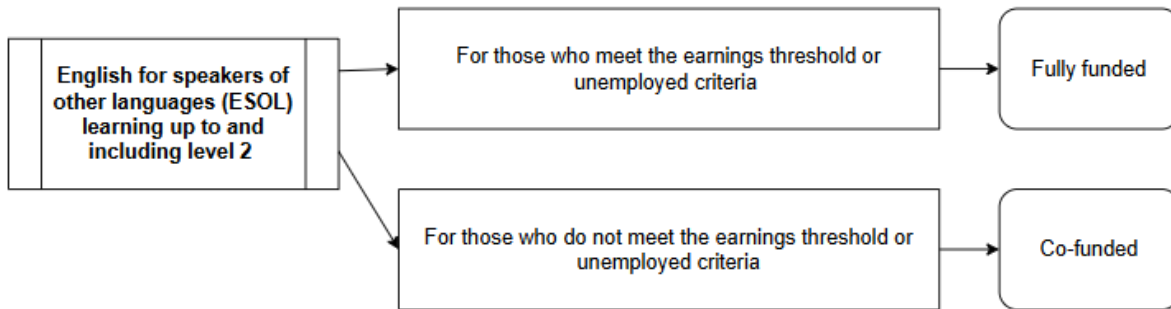 English for speakers of
other languages (ESOL)
learning up to and
including level 2
For those who meet the earnings threshold or
unemployed criteria
Fully funded
For those who do not meet the earnings threshold or
unemployed criteria
Co-funded